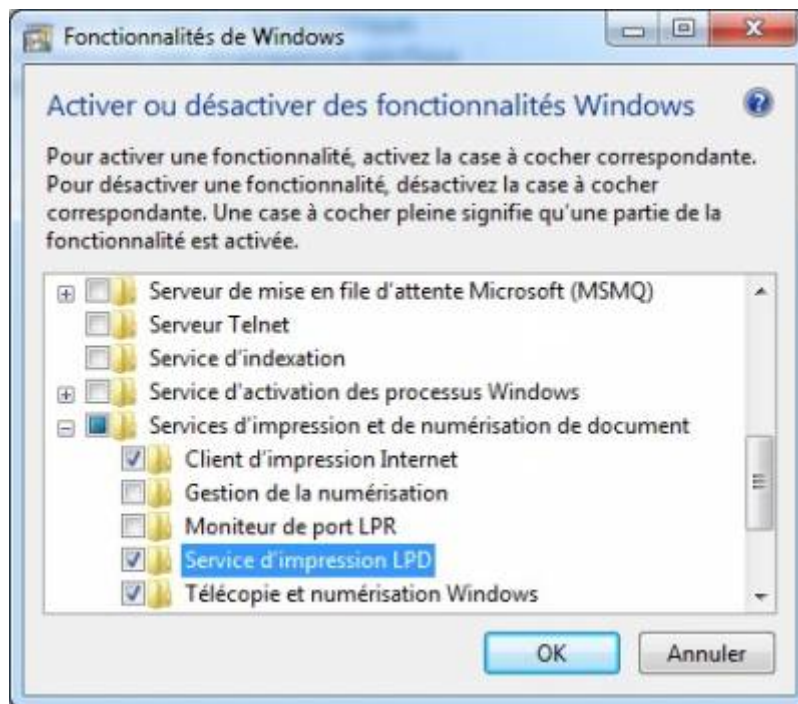 Fonctionnalités de Windows
Activer ou désactiver des fonctionnalités Windows
Pour activer une fonctionnalité, activez la case à cocher correspondante.
Pour désactiver une fonctionnalité, désactivez la case à cocher
correspondante. Une case à cocher pleine signifie qu'une partie de la
fonctionnalité est activée.
Serveur de mise en file d'attente Microsoft (MSMQ)
Serveur Telnet
Service d'indexation
Service d'activation des processus Windows
Services d'impression et de numérisation de document
Client d'impression Internet
Gestion de la numérisation
Moniteur de port LPR
Service d'impression LPD
Télécopie et numérisation Windows
OK Annuler